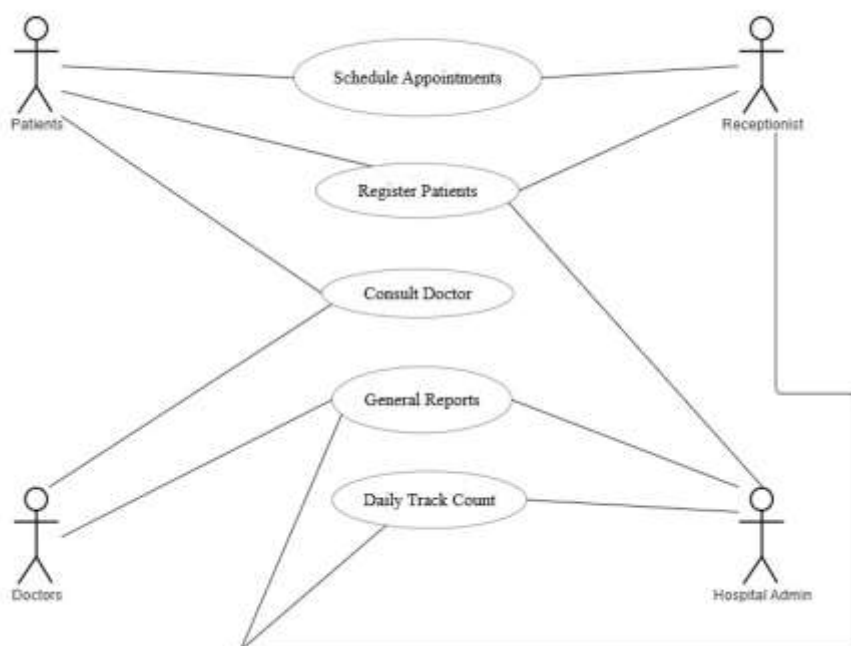 Schedule Appointments
Patients
Receptionist
Register Patients
Consult Doctor
General Reports
Daily Track Count
Doctors
Hospital Admin